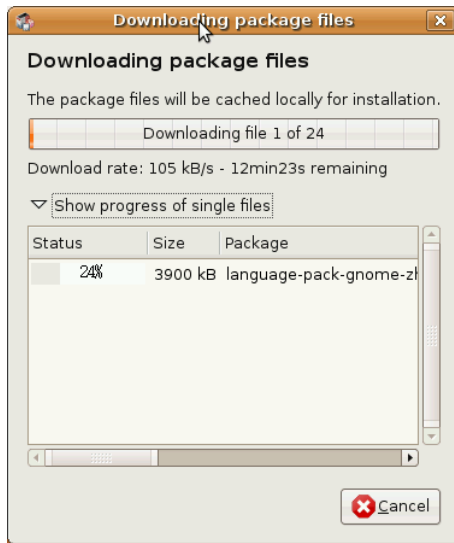 Downloading package files
Downloading package files
The package files will be cached locally for installation.
Downloading file 1 of 24
Download rate: 105 kB/s - 12min23s remaining
Show progress of single files
Status Size Package
24% 3900 kB language-pack-gnome-zh
Cancel